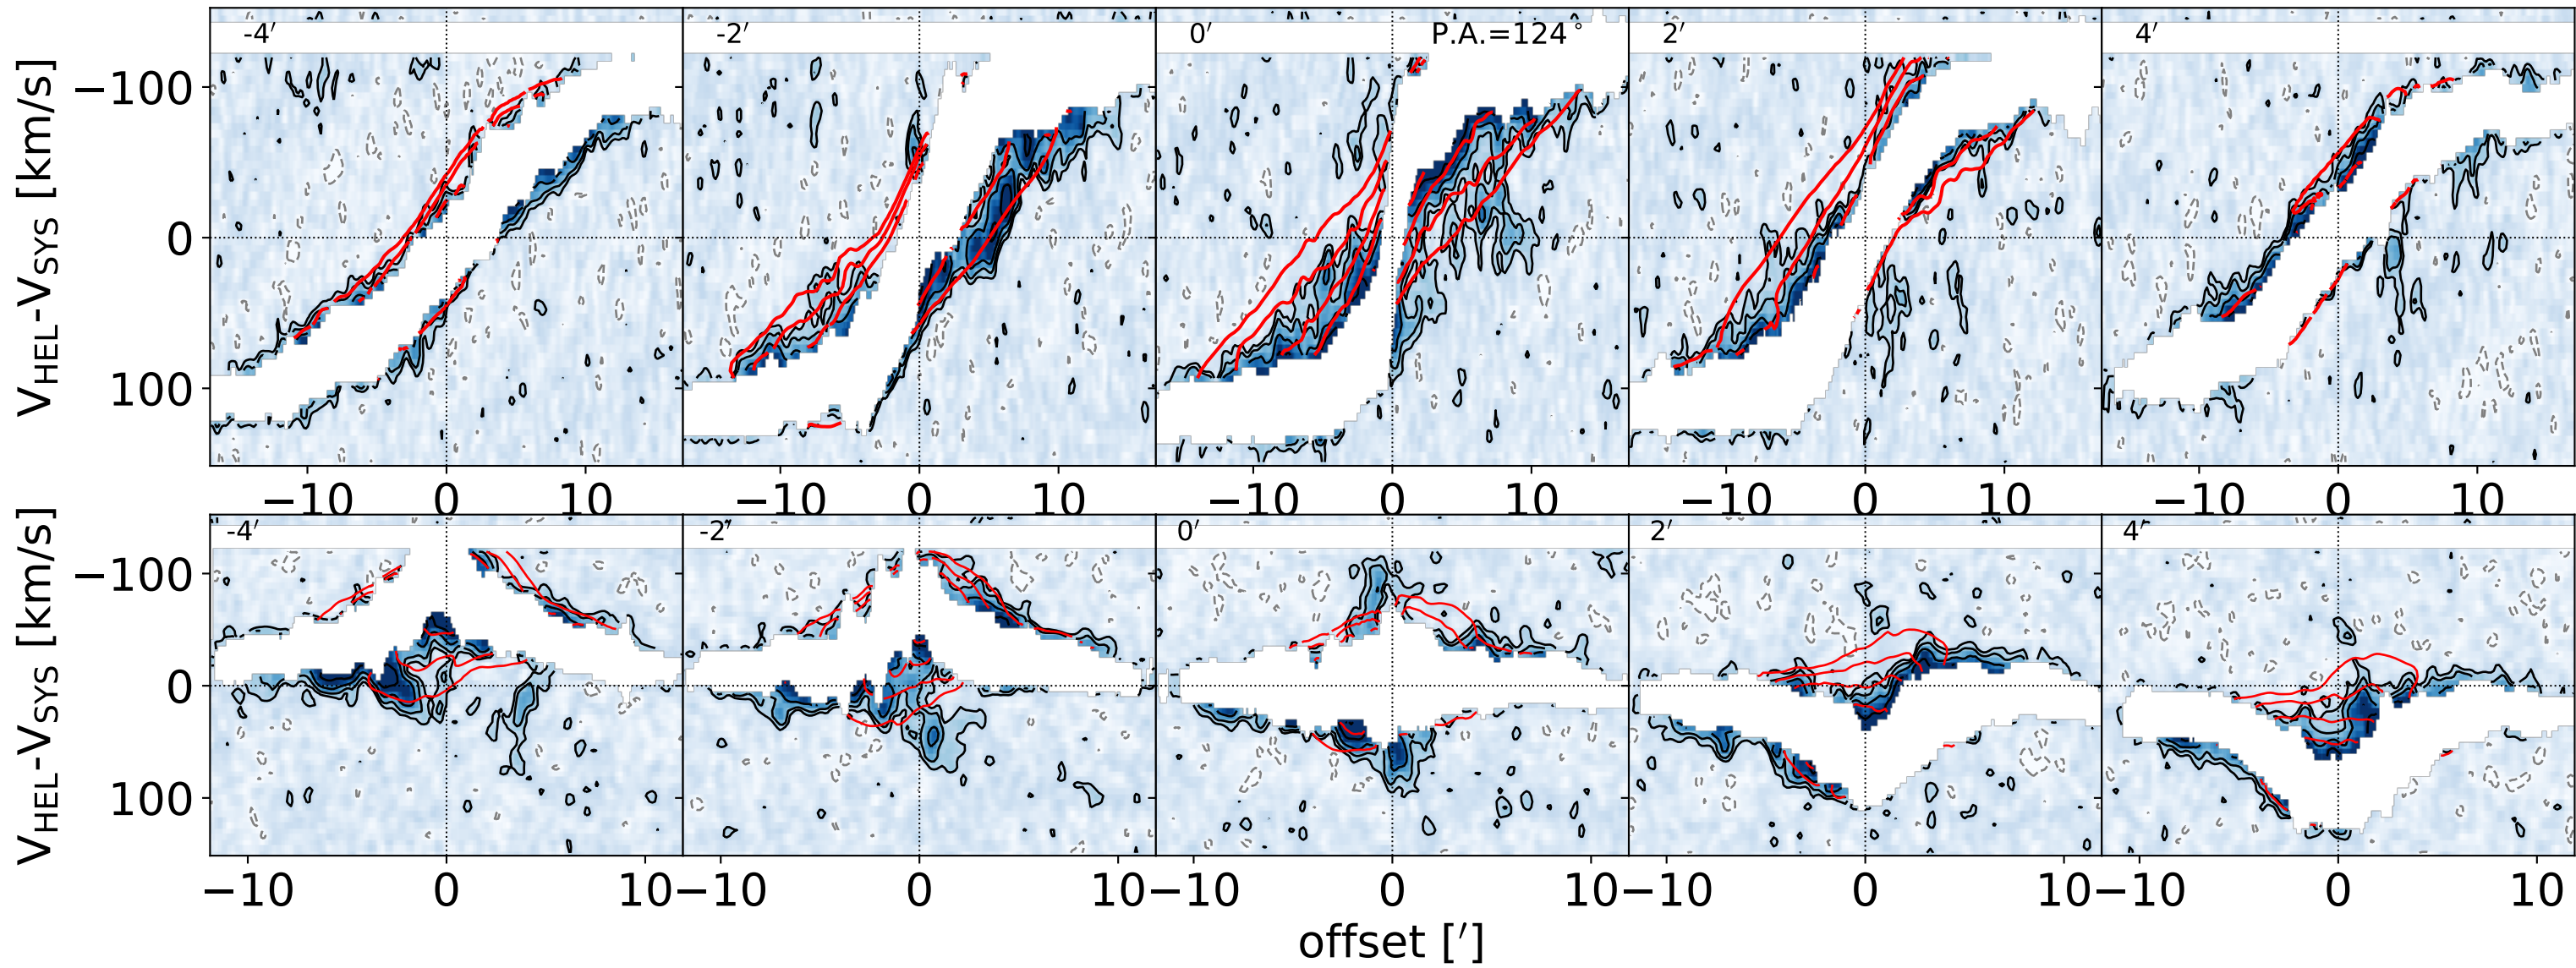 -4′ -2′ 0′ P.A.=124° 2′ 4′
V_HEL-V_SYS [km/s]
−100
0
100
−10 0 10 −10 0 10 −10 0 10 −10 0 10 −10 0 10
-4′ -2′ 0′ 2′ 4′
V_HEL-V_SYS [km/s]
−100
0
100
−10 0 10 −10 0 10 −10 0 10 −10 0 10 −10 0 10
offset [′]